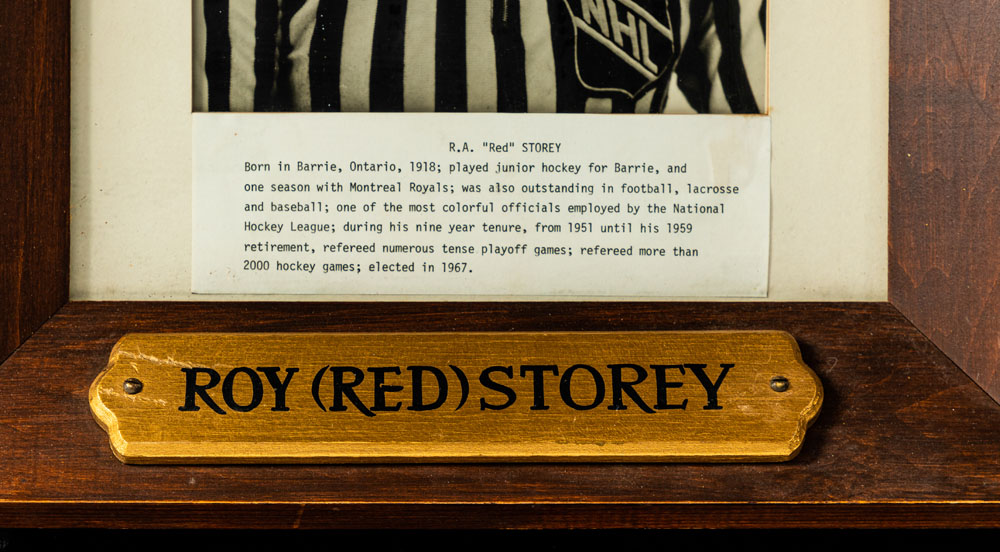 NHL
R.A. "Red" STOREY
Born in Barrie, Ontario, 1918; played junior hockey for Barrie, and
one season with Montreal Royals; was also outstanding in football, lacrosse
and baseball; one of the most colorful officials employed by the National
Hockey League; during his nine year tenure, from 1951 until his 1959
retirement, refereed numerous tense playoff games; refereed more than
2000 hockey games; elected in 1967.
ROY (RED) STOREY